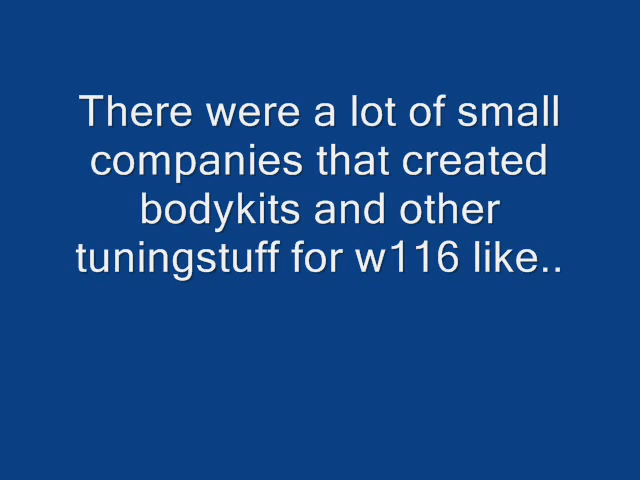 There were a lot of small
companies that created
bodykits and other
tuningstuff for w116 like..